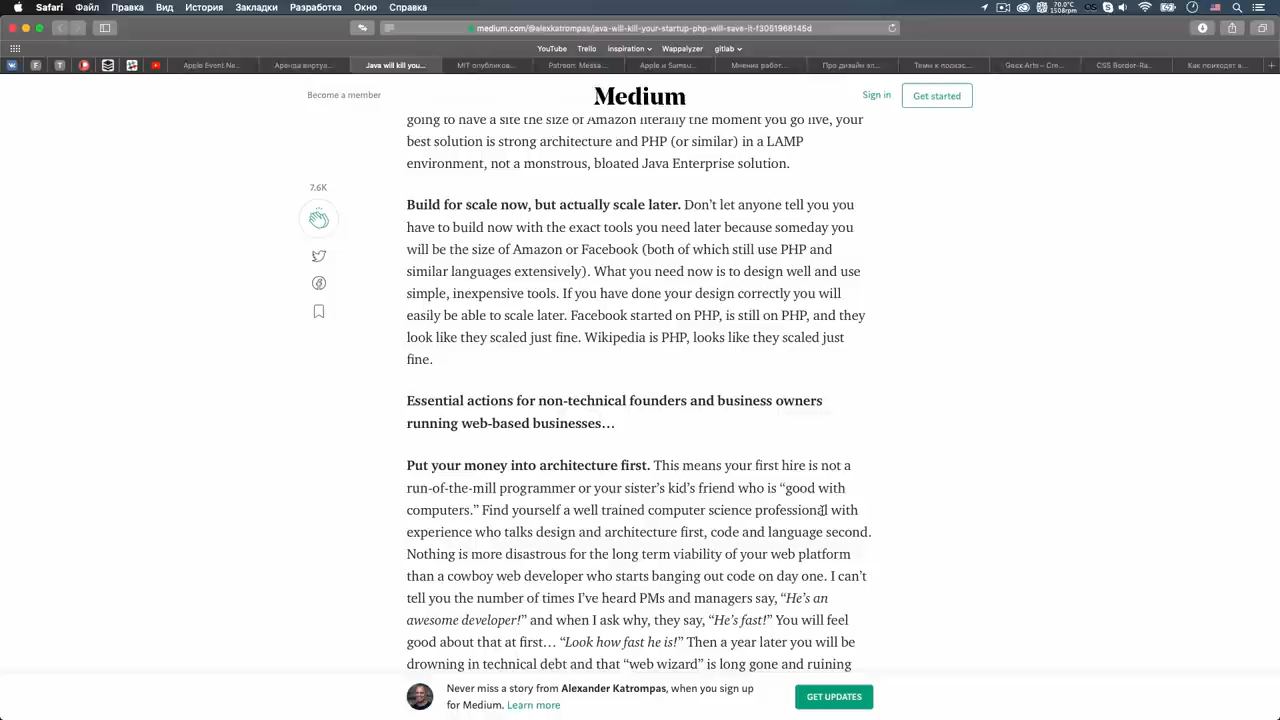 Safari Файл Правка Вид История Закладки Окно Справка
70.0°C
1508pm
medium.com/@alexkatrompas/java-will-kill-your-startup-php-will-save-it-f3051968145d
YouTube Trello inspiration Wappalyzer gitlab
Apple Event Ne... Аренда виртуа... Java will kill you... MIT опубликов... Patreon: Messa... Apple и Samsu... Мнения работ... Про дизайн эл... Geek-Arts – Cre... CSS Border-Ra... Как приходят в...
Become a member
Medium
Sign in
Get started
going to have a site the size of Amazon literally the moment you go live, your
best solution is strong architecture and PHP (or similar) in a LAMP
environment, not a monstrous, bloated Java Enterprise solution.
7.6K
Build for scale now, but actually scale later. Don’t let anyone tell you you
have to build now with the exact tools you need later because someday you
will be the size of Amazon or Facebook (both of which still use PHP and
similar languages extensively). What you need now is to design well and use
simple, inexpensive tools. If you have done your design correctly you will
easily be able to scale later. Facebook started on PHP, is still on PHP, and they
look like they scaled just fine. Wikipedia is PHP, looks like they scaled just
fine.
Essential actions for non-technical founders and business owners
running web-based businesses…
Put your money into architecture first. This means your first hire is not a
run-of-the-mill programmer or your sister’s kid’s friend who is “good with
computers.” Find yourself a well trained computer science professional with
experience who talks design and architecture first, code and language second.
Nothing is more disastrous for the long term viability of your web platform
than a cowboy web developer who starts banging out code on day one. I can’t
tell you the number of times I’ve heard PMs and managers say, “He’s an
awesome developer!” and when I ask why, they say, “He’s fast!” You will feel
good about that at first… “Look how fast he is!” Then a year later you will be
drowning in technical debt and that “web wizard” is long gone and ruining
Never miss a story from Alexander Katrompas, when you sign up
for Medium. Learn more
GET UPDATES